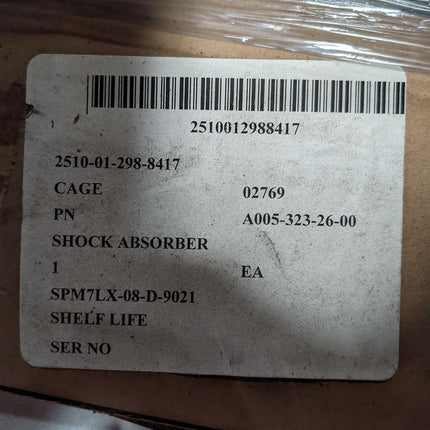 2510012988417
2510-01-298-8417
CAGE 02769
PN A005-323-26-00
SHOCK ABSORBER
1 EA
SPM7LX-08-D-9021
SHELF LIFE
SER NO